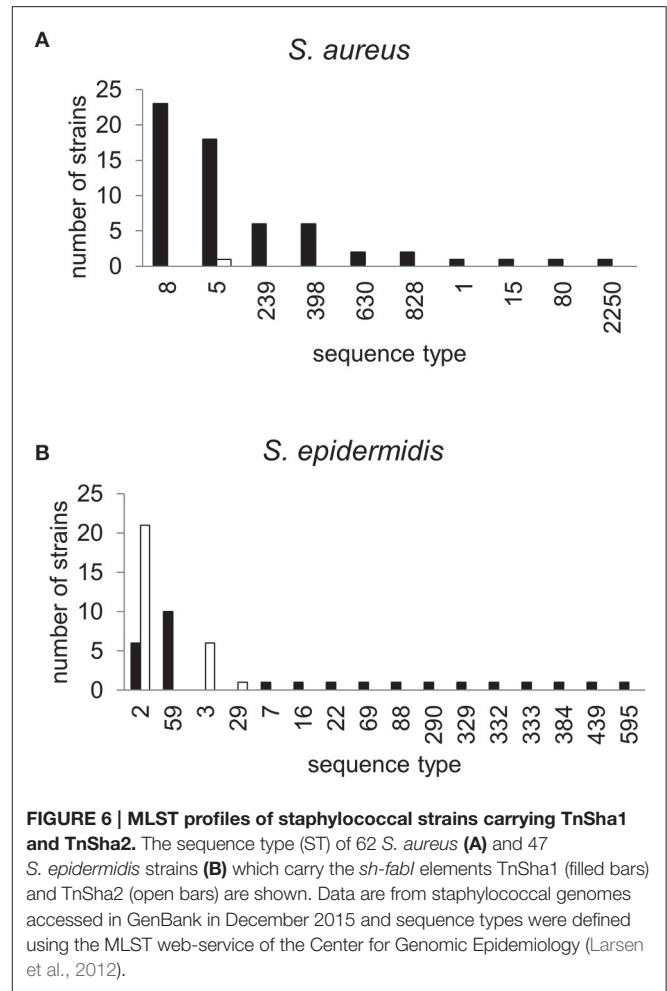 A
S. aureus
number of strains
25
20
15
10
5
0
8
5
239
398
630
828
1
15
80
2250
sequence type
B
S. epidermidis
number of strains
25
20
15
10
5
0
2
59
3
29
7
16
22
69
88
290
329
332
333
384
439
595
sequence type
FIGURE 6 | MLST profiles of staphylococcal strains carrying TnSha1
and TnSha2. The sequence type (ST) of 62 S. aureus (A) and 47
S. epidermidis strains (B) which carry the sh-fabI elements TnSha1 (filled bars)
and TnSha2 (open bars) are shown. Data are from staphylococcal genomes
accessed in GenBank in December 2015 and sequence types were defined
using the MLST web-service of the Center for Genomic Epidemiology (Larsen
et al., 2012).